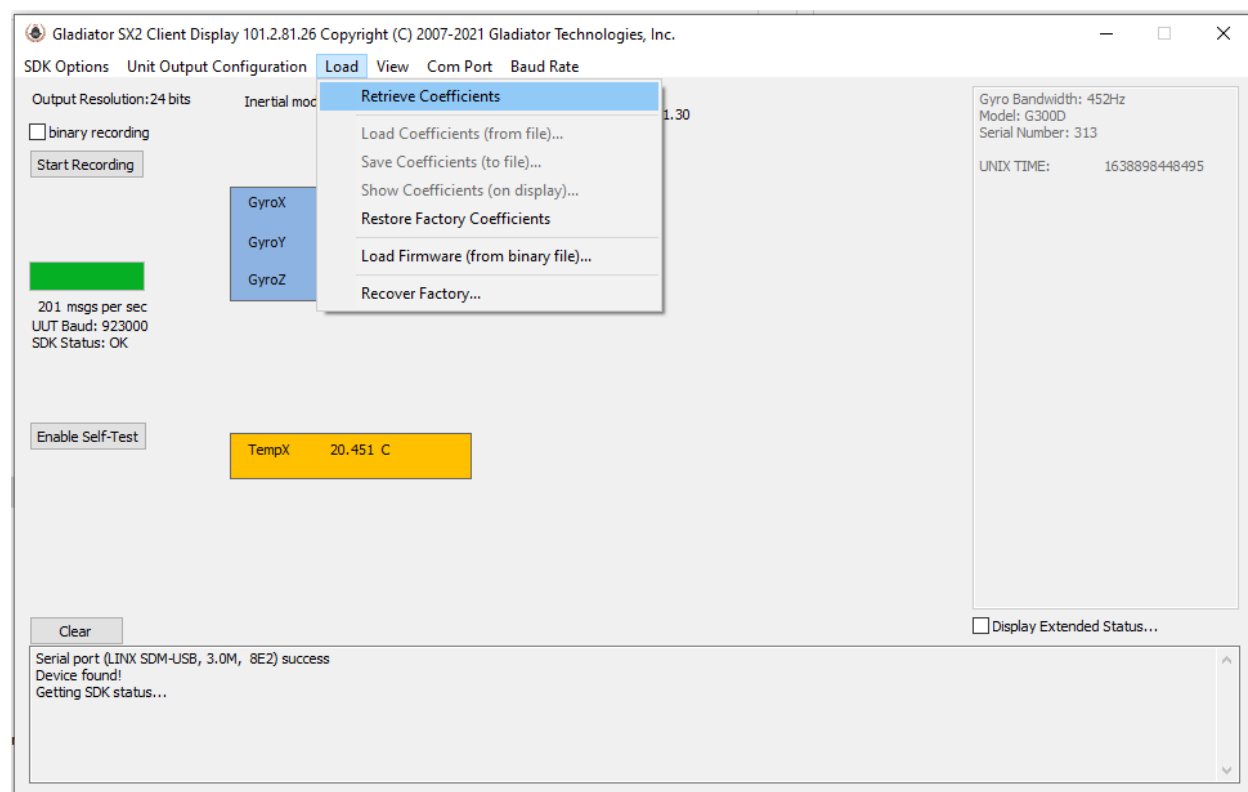 Gladiator SX2 Client Display 101.2.81.26 Copyright (C) 2007-2021 Gladiator Technologies, Inc.
SDK Options Unit Output Configuration Load View Com Port Baud Rate
Output Resolution:24 bits
Inertial mod
1.30
binary recording
Start Recording
Retrieve Coefficients
Load Coefficients (from file)...
Save Coefficients (to file)...
Show Coefficients (on display)...
Restore Factory Coefficients
Load Firmware (from binary file)...
Recover Factory...
GyroX
GyroY
GyroZ
201 msgs per sec
UUT Baud: 923000
SDK Status: OK
Enable Self-Test
TempX 20.451 C
Gyro Bandwidth: 452Hz
Model: G300D
Serial Number: 313
UNIX TIME: 1638898448495
Display Extended Status...
Clear
Serial port (LINX SDM-USB, 3.0M, 8E2) success
Device found!
Getting SDK status...